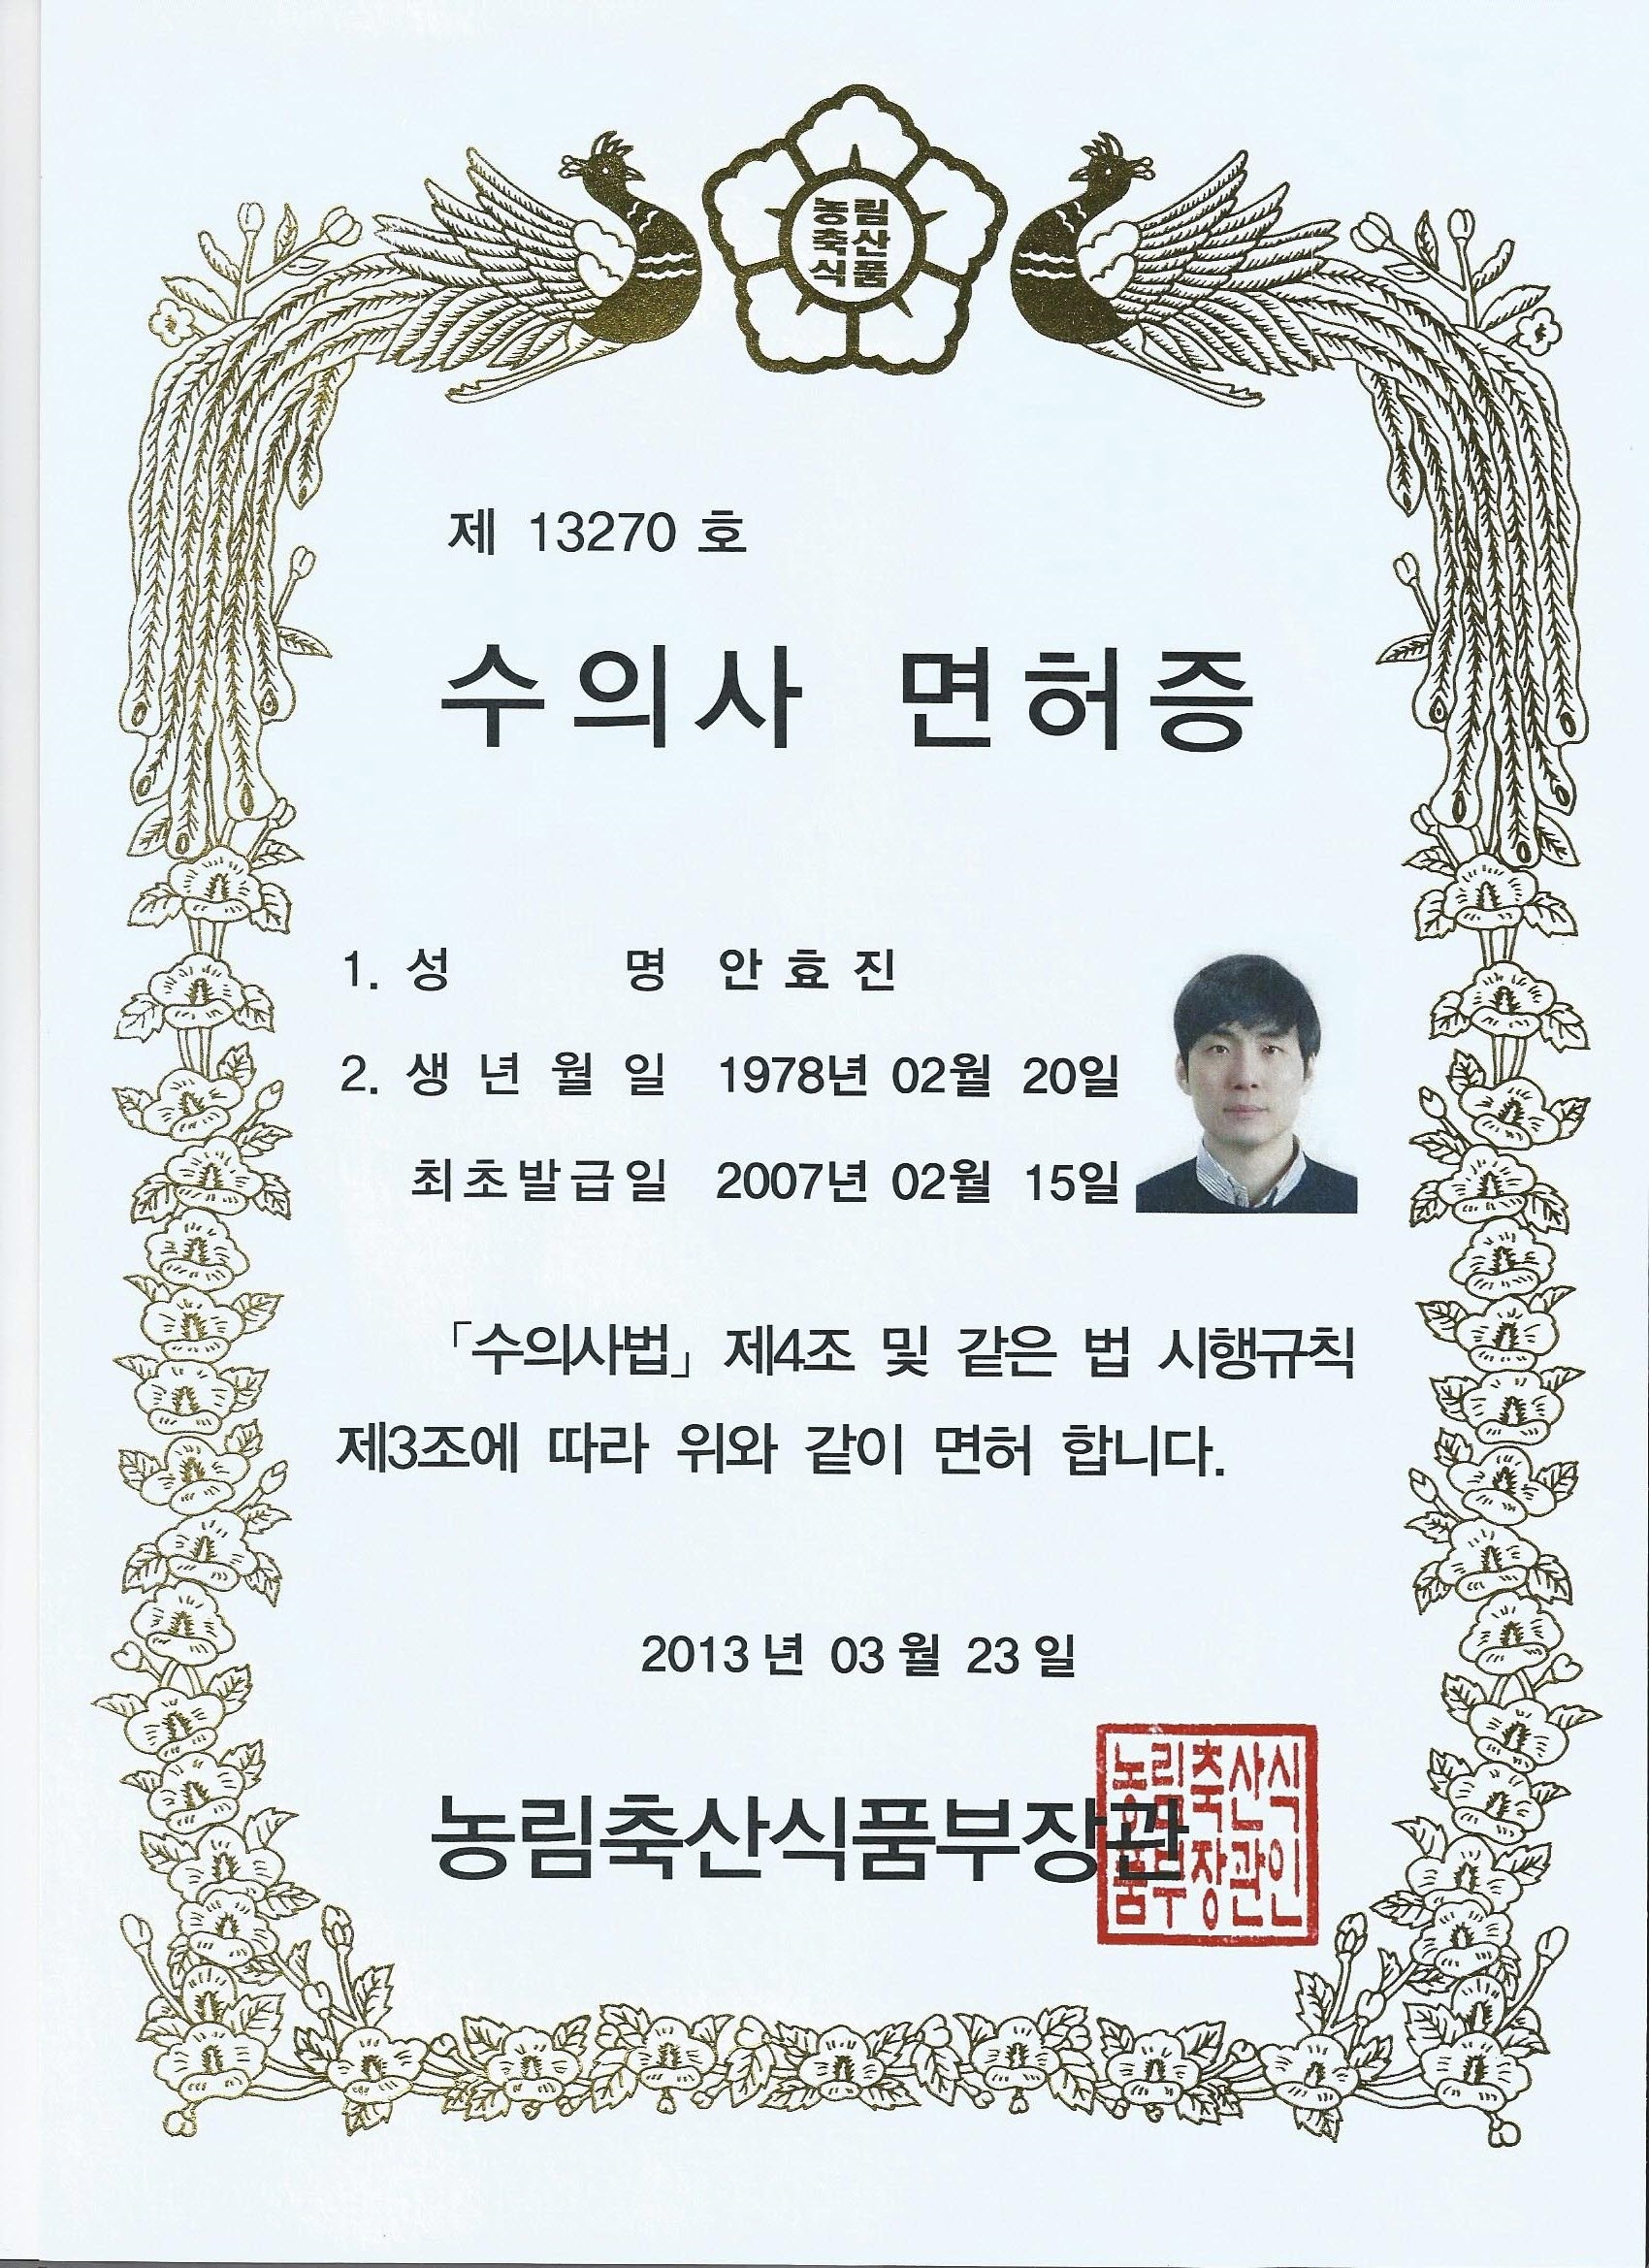 농림
축산
식품
제 13270 호
수의사 면허증
1. 성 명 안 효 진
2. 생 년 월 일 1978년 02월 20일
최초발급일 2007년 02월 15일
「수의사법」 제4조 및 같은 법 시행규칙
제3조에 따라 위와 같이 면허 합니다.
2013 년 03 월 23 일
농림축산식품부장관
농림축산식
품부장관인